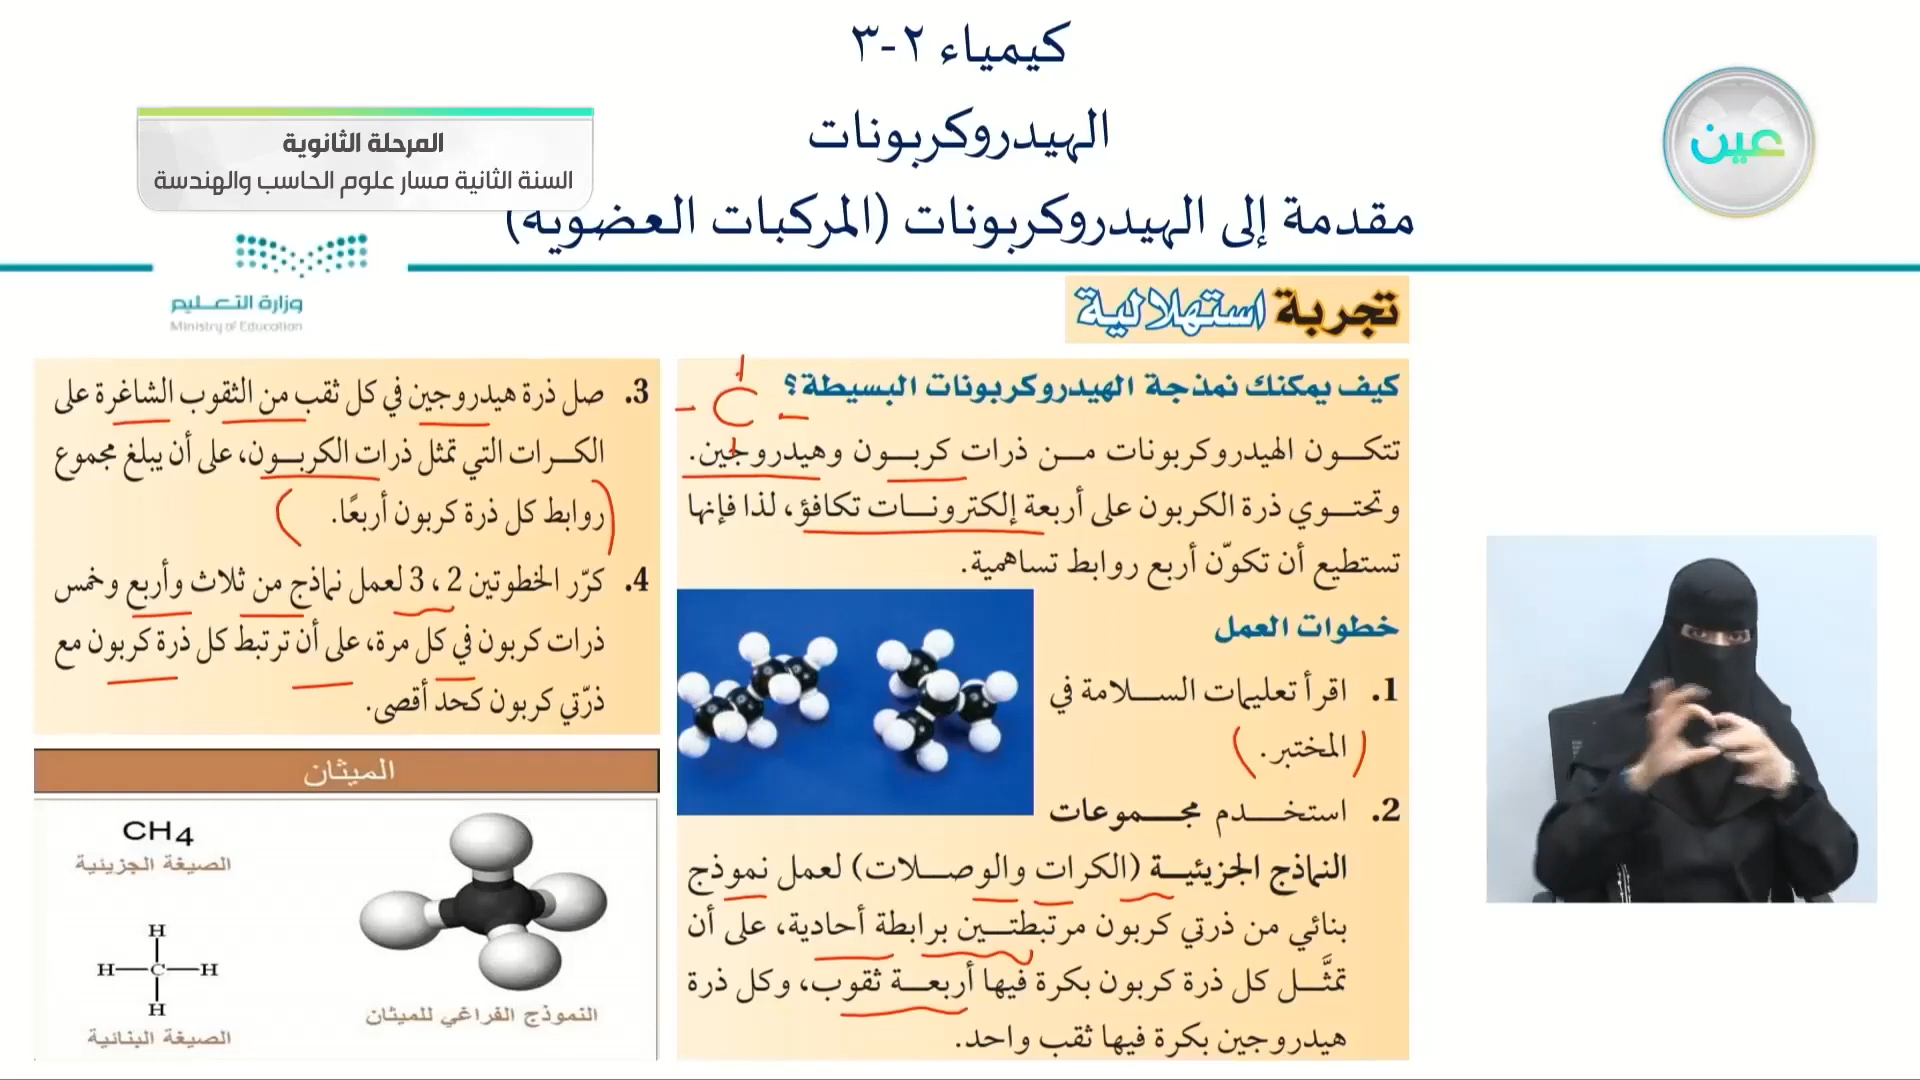 كيمياء ٢-٣
الهيدروكربونات
مقدمة إلى الهيدروكربونات (المركبات العضوية)
المرحلة الثانوية
السنة الثانية مسار علوم الحاسب والهندسة
عين
وزارة التعليم
Ministry of Education
تجربة استهلالية
كيف يمكنك نمذجة الهيدروكربونات البسيطة؟
C
تتكون الهيدروكربونات من ذرات كربون وهيدروجين.
وتحتوي ذرة الكربون على أربعة إلكترونات تكافؤ، لذا فإنها
تستطيع أن تكوّن أربع روابط تساهمية.
خطوات العمل
1. اقرأ تعليمات السلامة في
المختبر.
2. استخدم مجموعات
النماذج الجزيئية (الكرات والوصلات) لعمل نموذج
بنائي من ذرتي كربون مرتبطتين برابطة أحادية، على أن
تمثَّل كل ذرة كربون بكرة فيها أربعة ثقوب، وكل ذرة
هيدروجين بكرة فيها ثقب واحد.
3. صل ذرة هيدروجين في كل ثقب من الثقوب الشاغرة على
الكرات التي تمثل ذرات الكربون، على أن يبلغ مجموع
روابط كل ذرة كربون أربعًا.
4. كرّر الخطوتين 2 ، 3 لعمل نماذج من ثلاث وأربع وخمس
ذرات كربون في كل مرة، على أن ترتبط كل ذرة كربون مع
ذرّتي كربون كحد أقصى.
الميثان
CH4
الصيغة الجزيئية
H
H C H
H
الصيغة البنائية
النموذج الفراغي للميثان